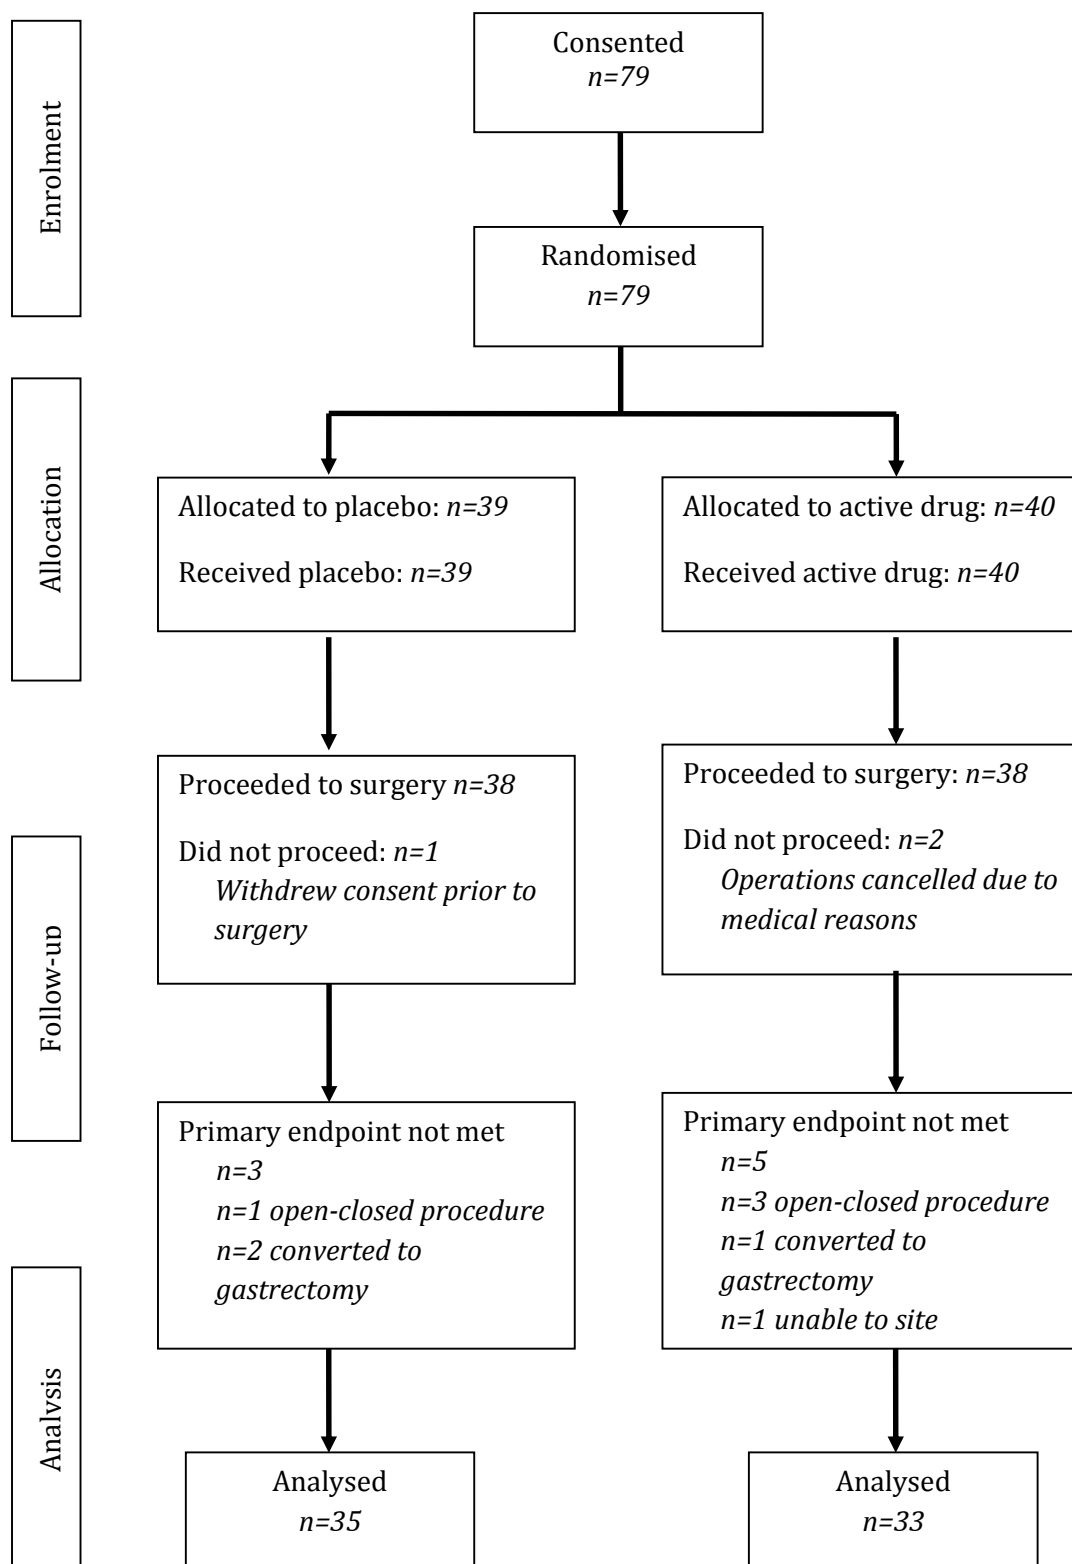 Enrolment
Consented
n=79
Randomised
n=79
Allocation
Allocated to placebo: n=39
Received placebo: n=39
Allocated to active drug: n=40
Received active drug: n=40
Follow-up
Proceeded to surgery n=38
Did not proceed: n=1
Withdrew consent prior to
surgery
Proceeded to surgery: n=38
Did not proceed: n=2
Operations cancelled due to
medical reasons
Primary endpoint not met
n=3
n=1 open-closed procedure
n=2 converted to
gastrectomy
Primary endpoint not met
n=5
n=3 open-closed procedure
n=1 converted to
gastrectomy
n=1 unable to site
Analysis
Analysed
n=35
Analysed
n=33